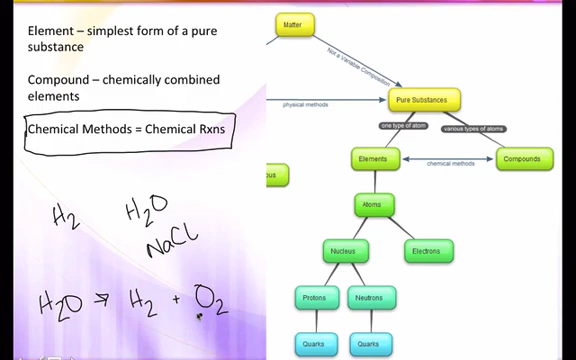 Element – simplest form of a pure
substance
Compound – chemically combined
elements
Chemical Methods = Chemical Rxns
H2
H2O
NaCl
H2O → H2 + O2
Matter
Not a Variable Composition
physical methods
Pure Substances
one type of atom
various types of atoms
Elements
chemical methods
Compounds
ous
Atoms
Nucleus
Electrons
Protons
Neutrons
Quarks
Quarks